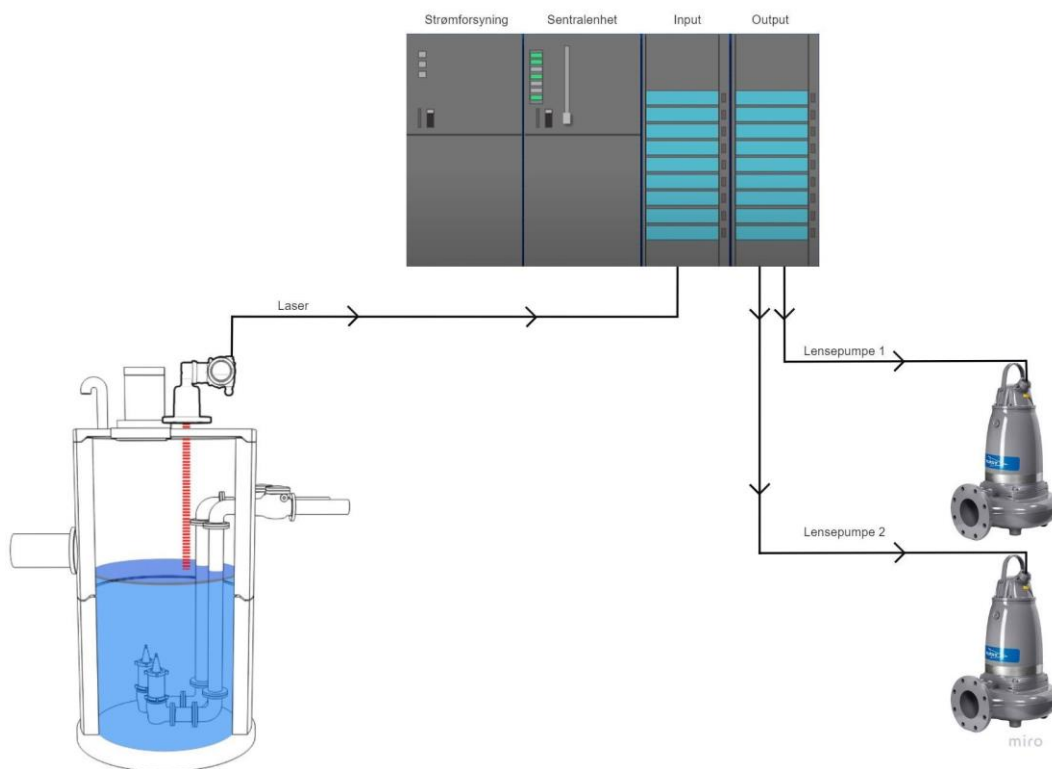 Strømforsyning
Sentralenhet
Input
Output
Laser
Lensepumpe 1
Lensepumpe 2
miro